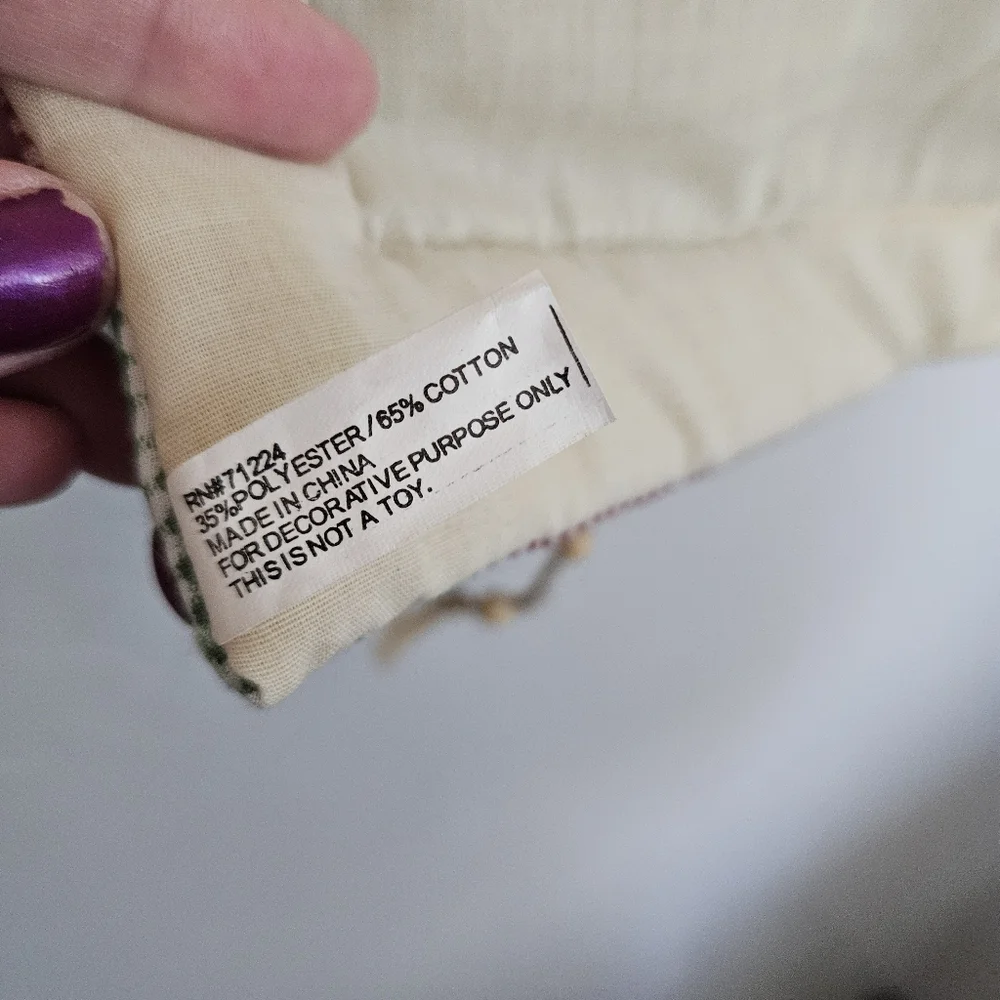 RN#71224
35%POLYESTER/65% COTTON
MADE IN CHINA
FOR DECORATIVE PURPOSE ONLY
THIS IS NOT A TOY.